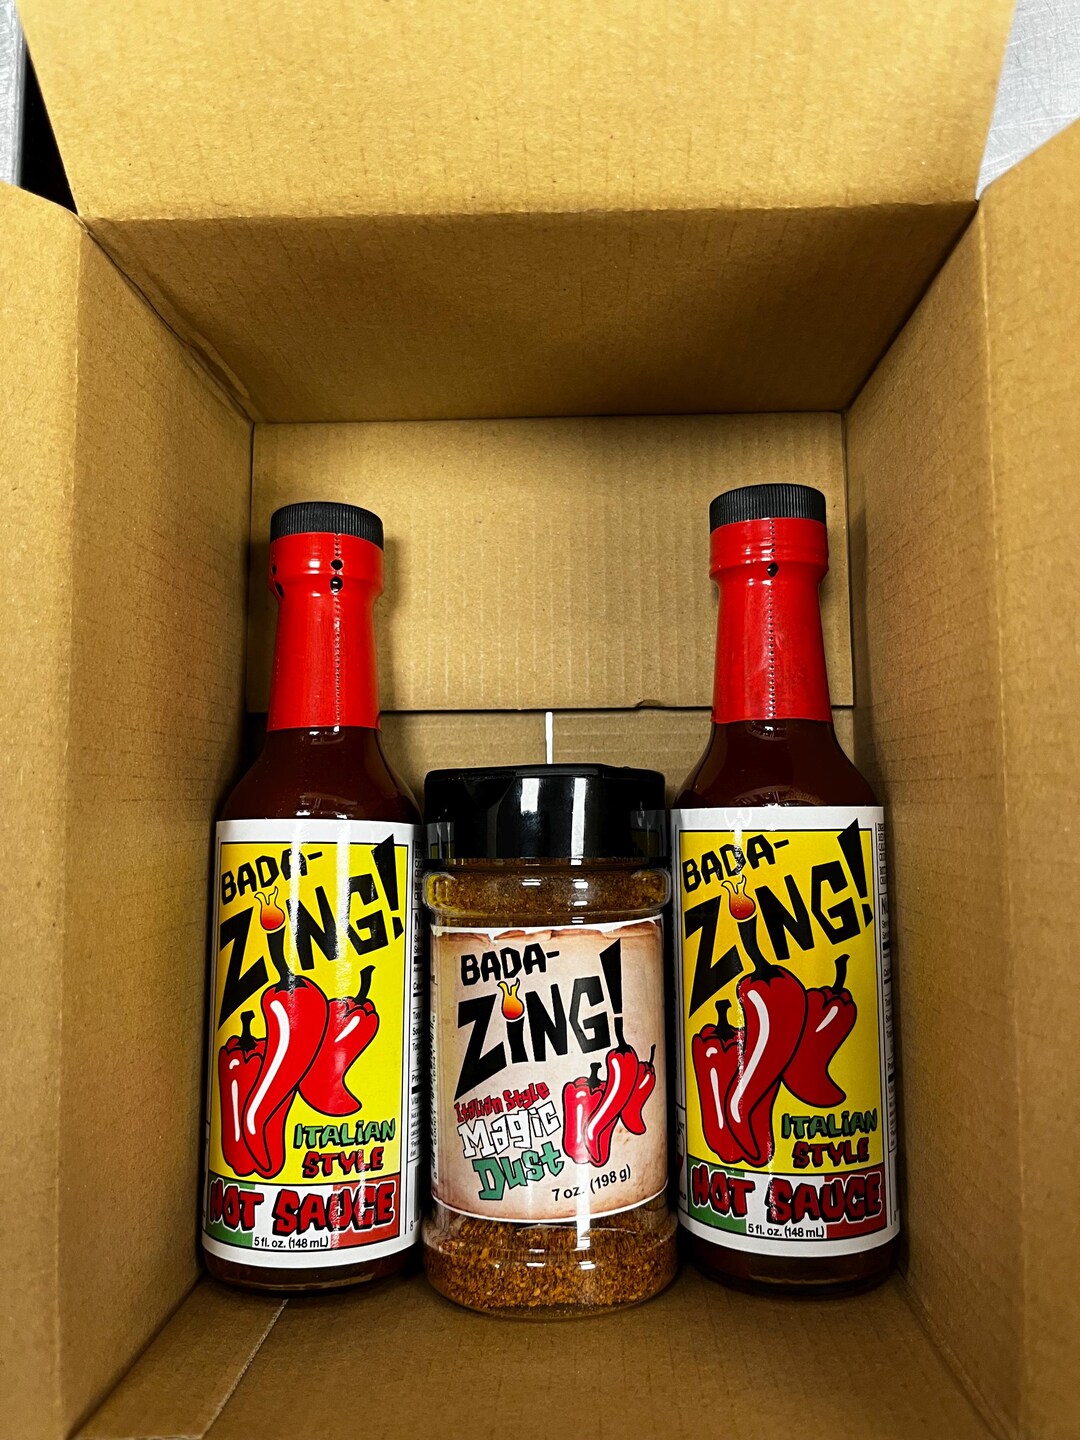 BADA-
ZING!
ITALIAN
STYLE
HOT SAUCE
5 fl. oz. (148 mL)
BADA-
ZING!
Italian Style
Magic
Dust
7 oz. (198 g)
BADA-
ZING!
ITALIAN
STYLE
HOT SAUCE
5 fl. oz. (148 mL)